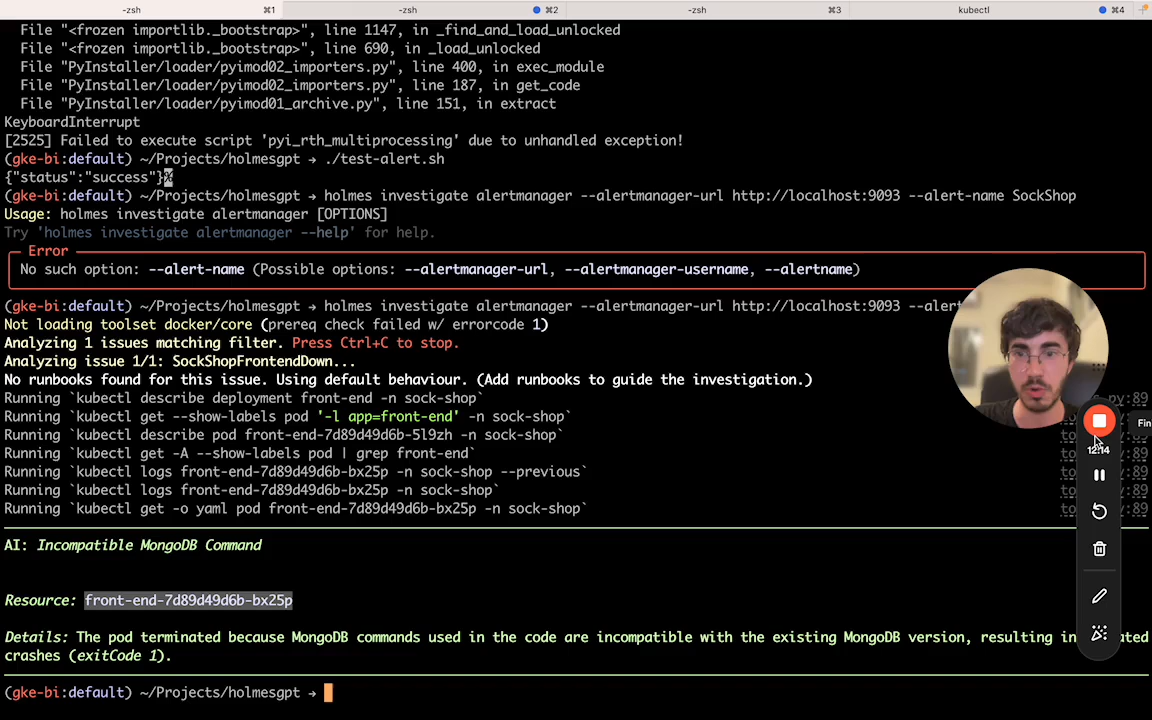 -zsh ⌘1 -zsh ⌘2 -zsh ⌘3 kubectl ⌘4
File "<frozen importlib._bootstrap>", line 1147, in _find_and_load_unlocked
File "<frozen importlib._bootstrap>", line 690, in _load_unlocked
File "PyInstaller/loader/pyimod02_importers.py", line 400, in exec_module
File "PyInstaller/loader/pyimod02_importers.py", line 187, in get_code
File "PyInstaller/loader/pyimod01_archive.py", line 151, in extract
KeyboardInterrupt
[2525] Failed to execute script 'pyi_rth_multiprocessing' due to unhandled exception!
(gke-bi:default) ~/Projects/holmesgpt → ./test-alert.sh
{"status":"success"}%
(gke-bi:default) ~/Projects/holmesgpt → holmes investigate alertmanager --alertmanager-url http://localhost:9093 --alert-name SockShop
Usage: holmes investigate alertmanager [OPTIONS]
Try 'holmes investigate alertmanager --help' for help.
Error
No such option: --alert-name (Possible options: --alertmanager-url, --alertmanager-username, --alertname)
(gke-bi:default) ~/Projects/holmesgpt → holmes investigate alertmanager --alertmanager-url http://localhost:9093
Not loading toolset docker/core (prereq check failed w/ errorcode 1)
Analyzing 1 issues matching filter. Press Ctrl+C to stop.
Analyzing issue 1/1: SockShopFrontendDown...
No runbooks found for this issue. Using default behaviour. (Add runbooks to guide the investigation.)
Running `kubectl describe deployment front-end -n sock-shop`
Running `kubectl get --show-labels pod '-l app=front-end' -n sock-shop`
Running `kubectl describe pod front-end-7d89d49d6b-5l9zh -n sock-shop`
Running `kubectl get -A --show-labels pod | grep front-end`
Running `kubectl logs front-end-7d89d49d6b-bx25p -n sock-shop --previous`
Running `kubectl logs front-end-7d89d49d6b-bx25p -n sock-shop`
Running `kubectl get -o yaml pod front-end-7d89d49d6b-bx25p -n sock-shop`
12:14
AI: Incompatible MongoDB Command
Resource: front-end-7d89d49d6b-bx25p
Details: The pod terminated because MongoDB commands used in the code are incompatible with the existing MongoDB version, resulting in
crashes (exitCode 1).
(gke-bi:default) ~/Projects/holmesgpt →